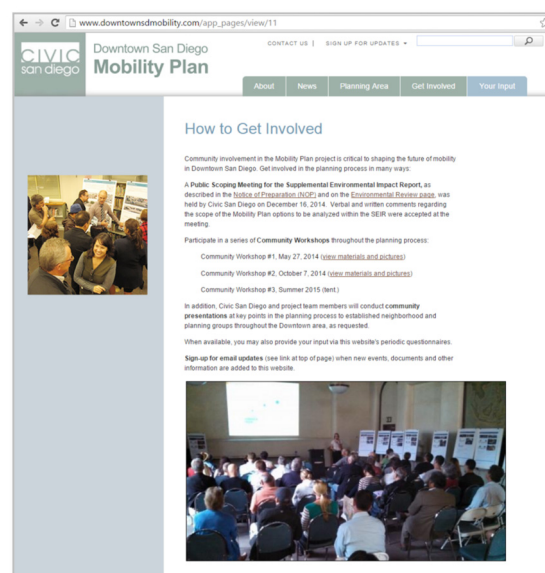 www.downtownsdmobility.com/app_pages/view/11
CIVIC
san diego
Downtown San Diego
Mobility Plan
CONTACT US | SIGN UP FOR UPDATES
About News Planning Area Get Involved Your Input
How to Get Involved
Community involvement in the Mobility Plan project is critical to shaping the future of mobility
in Downtown San Diego. Get involved in the planning process in many ways:
A Public Scoping Meeting for the Supplemental Environmental Impact Report, as
described in the Notice of Preparation (NOP) and on the Environmental Review page, was
held by Civic San Diego on December 16, 2014. Verbal and written comments regarding
the scope of the Mobility Plan options to be analyzed within the SEIR were accepted at the
meeting.
Participate in a series of Community Workshops throughout the planning process:
Community Workshop #1, May 27, 2014 (view materials and pictures)
Community Workshop #2, October 7, 2014 (view materials and pictures)
Community Workshop #3, Summer 2015 (tent.)
In addition, Civic San Diego and project team members will conduct community
presentations at key points in the planning process to established neighborhood and
planning groups throughout the Downtown area, as requested.
When available, you may also provide your input via this website's periodic questionnaires.
Sign-up for email updates (see link at top of page) when new events, documents and other
information are added to this website.